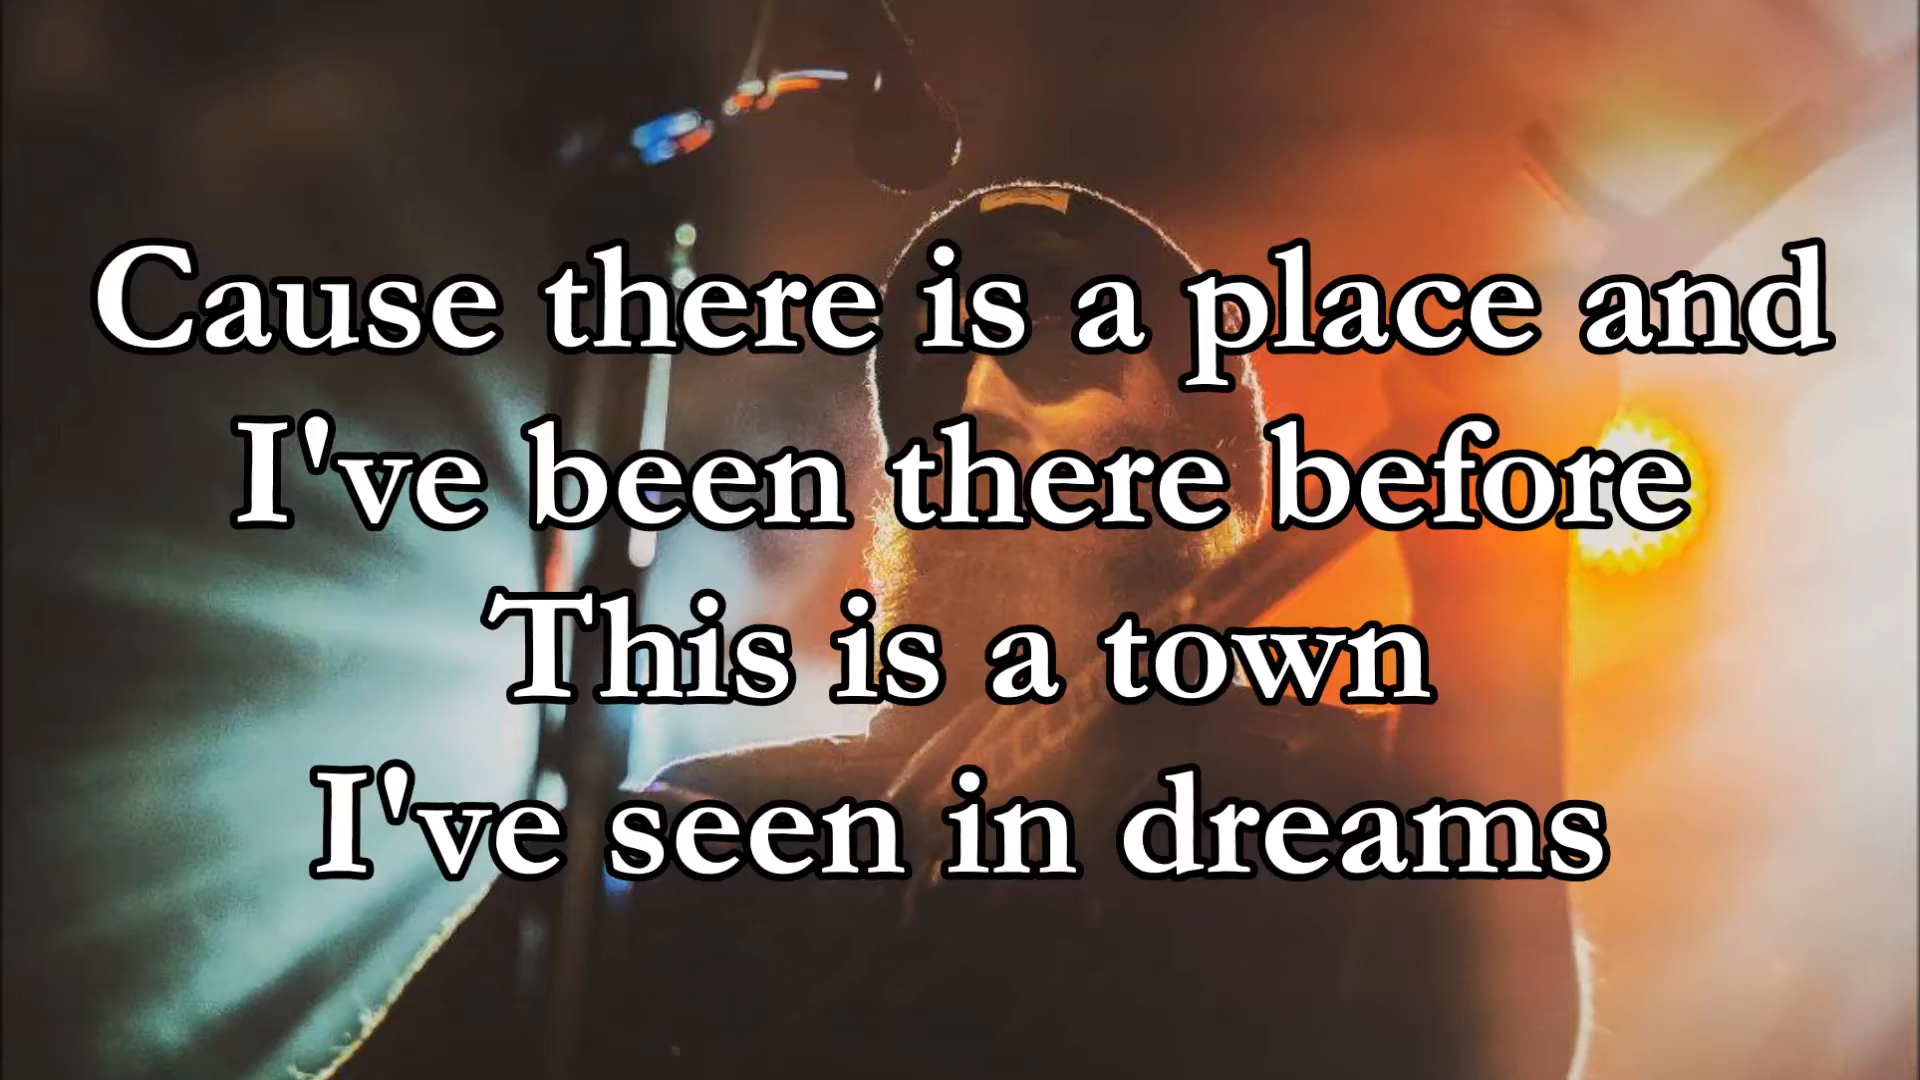 Cause there is a place and
I've been there before
This is a town
I've seen in dreams